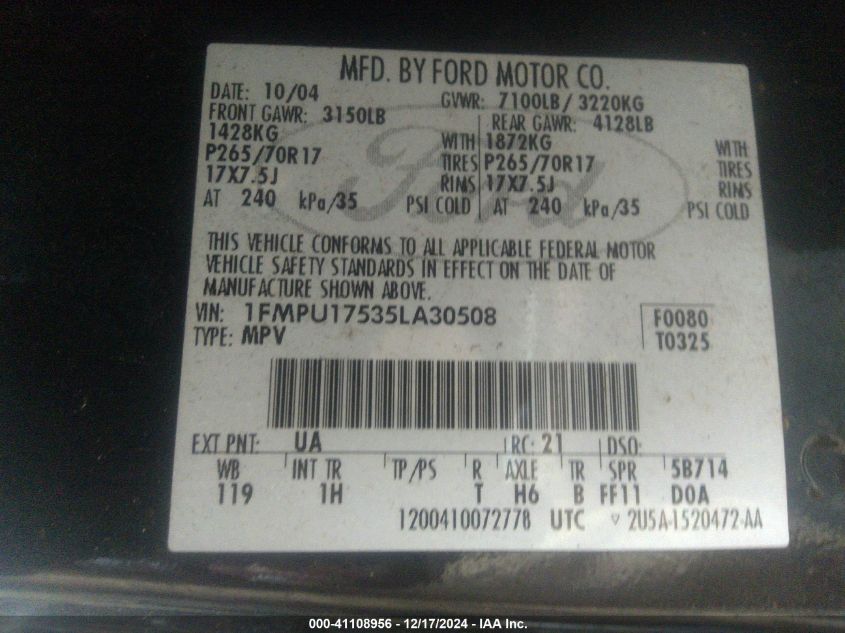 MFD. BY FORD MOTOR CO.
DATE: 10/04 GVWR: 7100LB/ 3220KG
FRONT GAWR: 3150LB REAR GAWR: 4128LB
1428KG WITH 1872KG WITH
P265/70R17 TIRES P265/70R17 TIRES
17X7.5J RIMS 17X7.5J RIMS
AT 240 kPa/35 PSI COLD AT 240 kPa/35 PSI COLD
Ford
THIS VEHICLE CONFORMS TO ALL APPLICABLE FEDERAL MOTOR
VEHICLE SAFETY STANDARDS IN EFFECT ON THE DATE OF
MANUFACTURE SHOWN ABOVE.
VIN: 1FMPU17535LA30508 F0080
TYPE: MPV T0325
EXT PNT: UA RC: 21 DSO:
WB INT TR TP/PS R AXLE TR SPR 5B714
119 1H T H6 B FF11 D0A
1200410072778 UTC 2U5A-1520472-AA
000-41108956 - 12/17/2024 - IAA Inc.